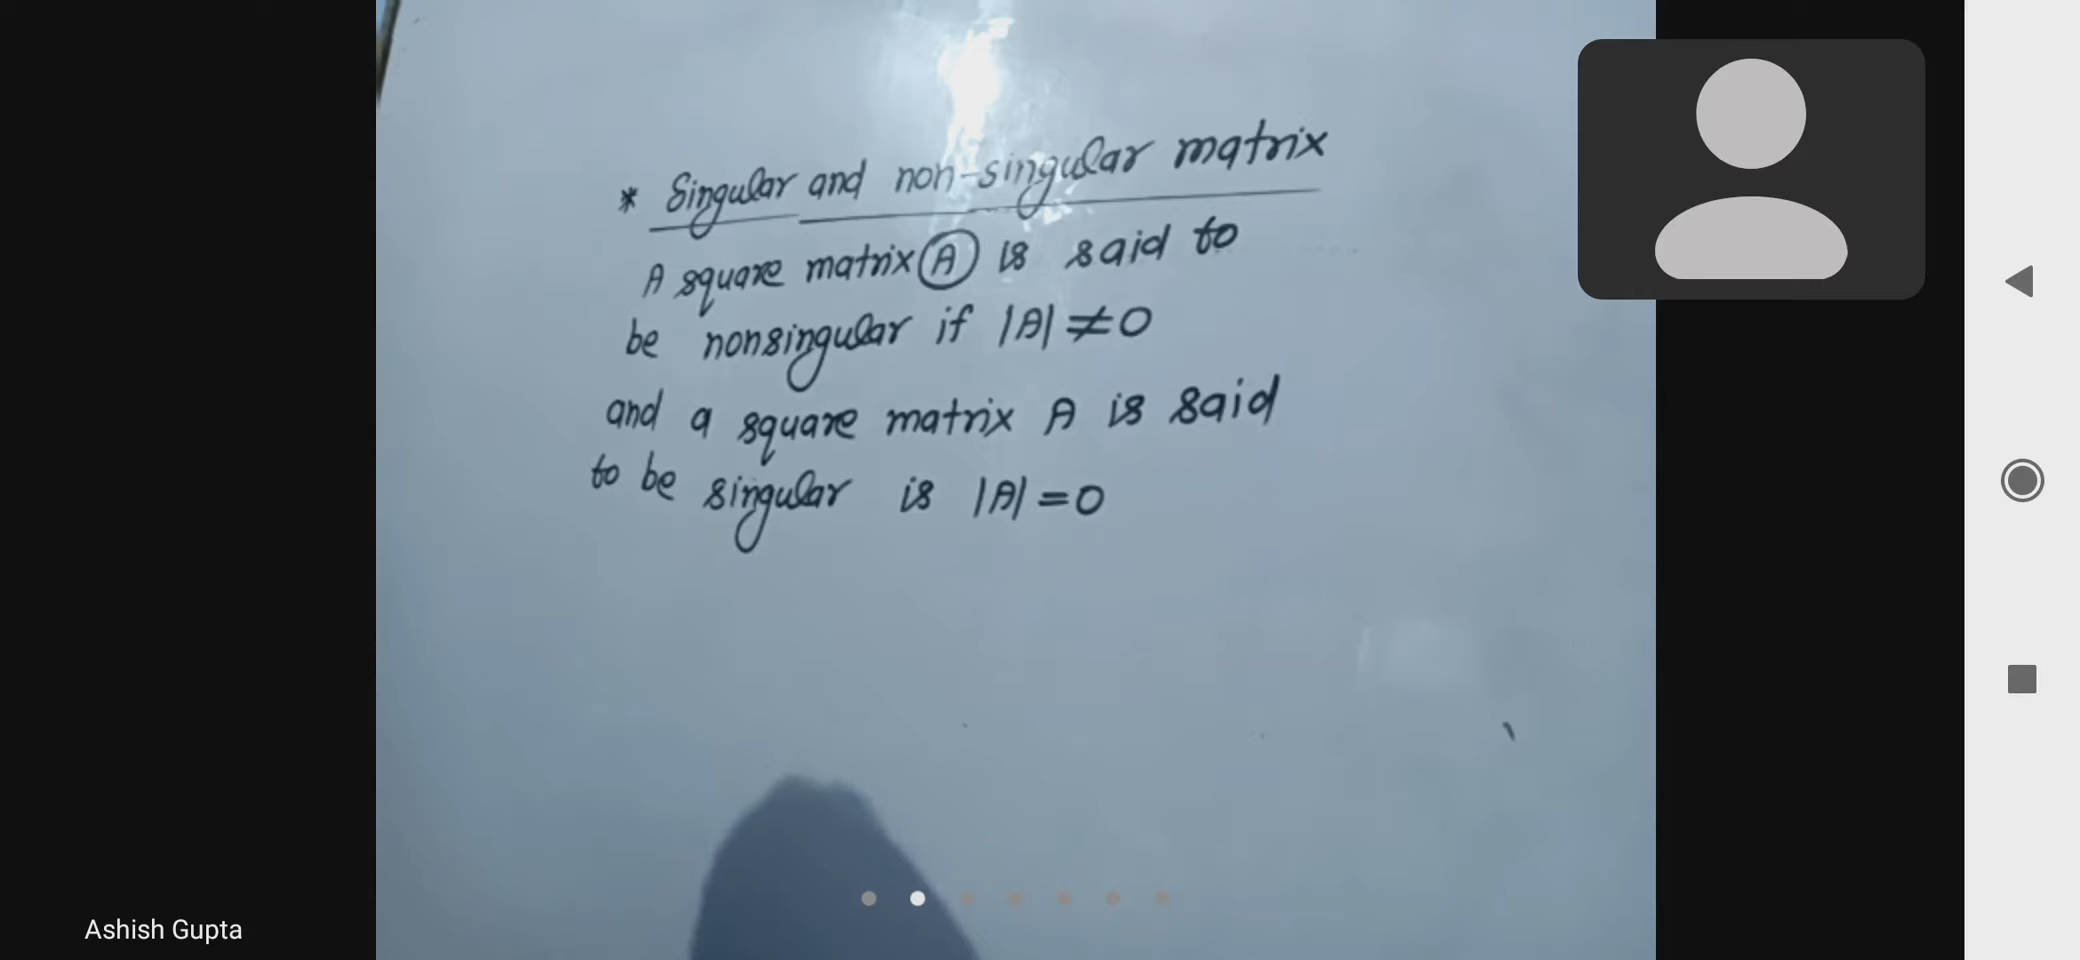 * Singular and non-singular matrix
A square matrix A is said to
be nonsingular if |A| ≠ 0
and a square matrix A is said
to be singular is |A| = 0
Ashish Gupta